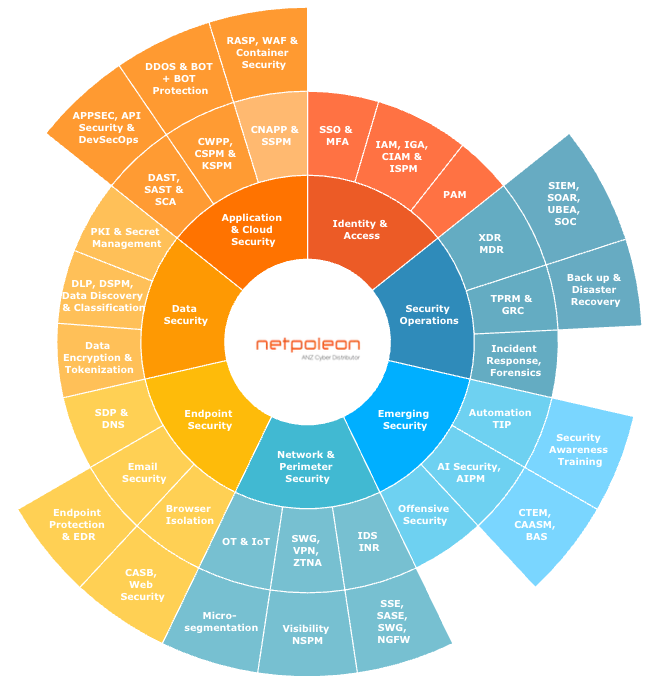 RASP, WAF &
Container
Security
DDOS & BOT
+ BOT
Protection
APPSEC, API
Security &
DevSecOps
CNAPP &
SSPM
CWPP,
CSPM &
KSPM
DAST,
SAST &
SCA
Application
& Cloud
Security
SSO &
MFA
IAM, IGA,
CIAM &
ISPM
PAM
Identity &
Access
SIEM,
SOAR,
UBEA,
SOC
Back up &
Disaster
Recovery
XDR
MDR
TPRM &
GRC
Incident
Response,
Forensics
Security
Operations
PKI & Secret
Management
DLP, DSPM,
Data Discovery
& Classification
Data
Encryption &
Tokenization
Data
Security
netpoleon
ANZ Cyber Distributor
Emerging
Security
Automation
TIP
AI Security,
AIPM
Offensive
Security
Security
Awareness
Training
CTEM,
CAASM,
BAS
Endpoint
Security
SDP &
DNS
Email
Security
Browser
Isolation
Endpoint
Protection
& EDR
CASB,
Web
Security
Network &
Perimeter
Security
OT & IoT
SWG,
VPN,
ZTNA
IDS
INR
Micro-
segmentation
Visibility
NSPM
SSE,
SASE,
SWG,
NGFW